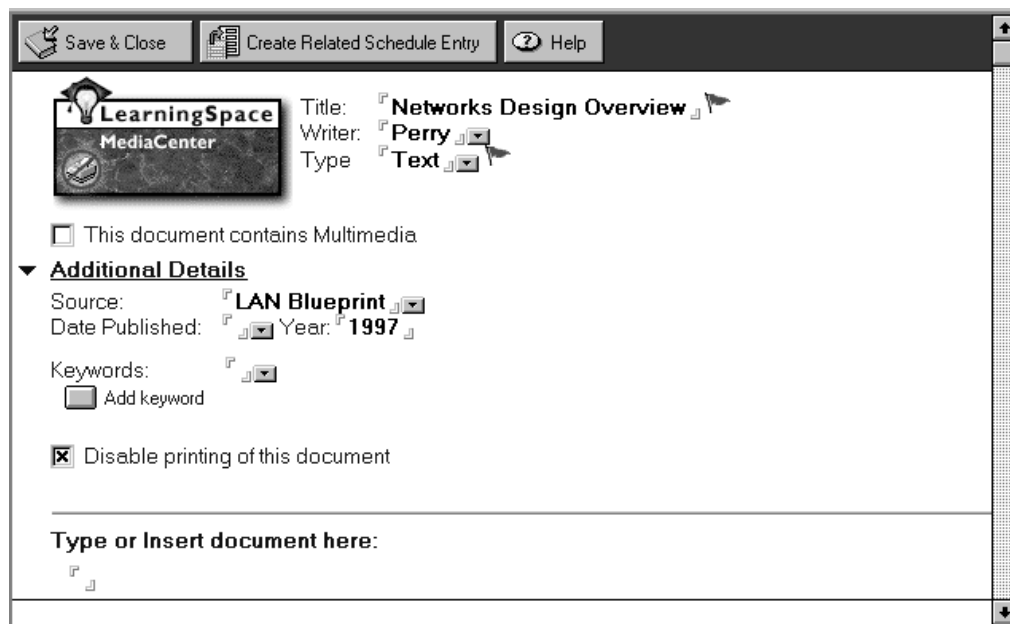 Save & Close Create Related Schedule Entry Help
LearningSpace
MediaCenter
Title: Networks Design Overview
Writer: Perry
Type Text
This document contains Multimedia
Additional Details
Source: LAN Blueprint
Date Published: Year: 1997
Keywords:
Add keyword
Disable printing of this document
Type or Insert document here: